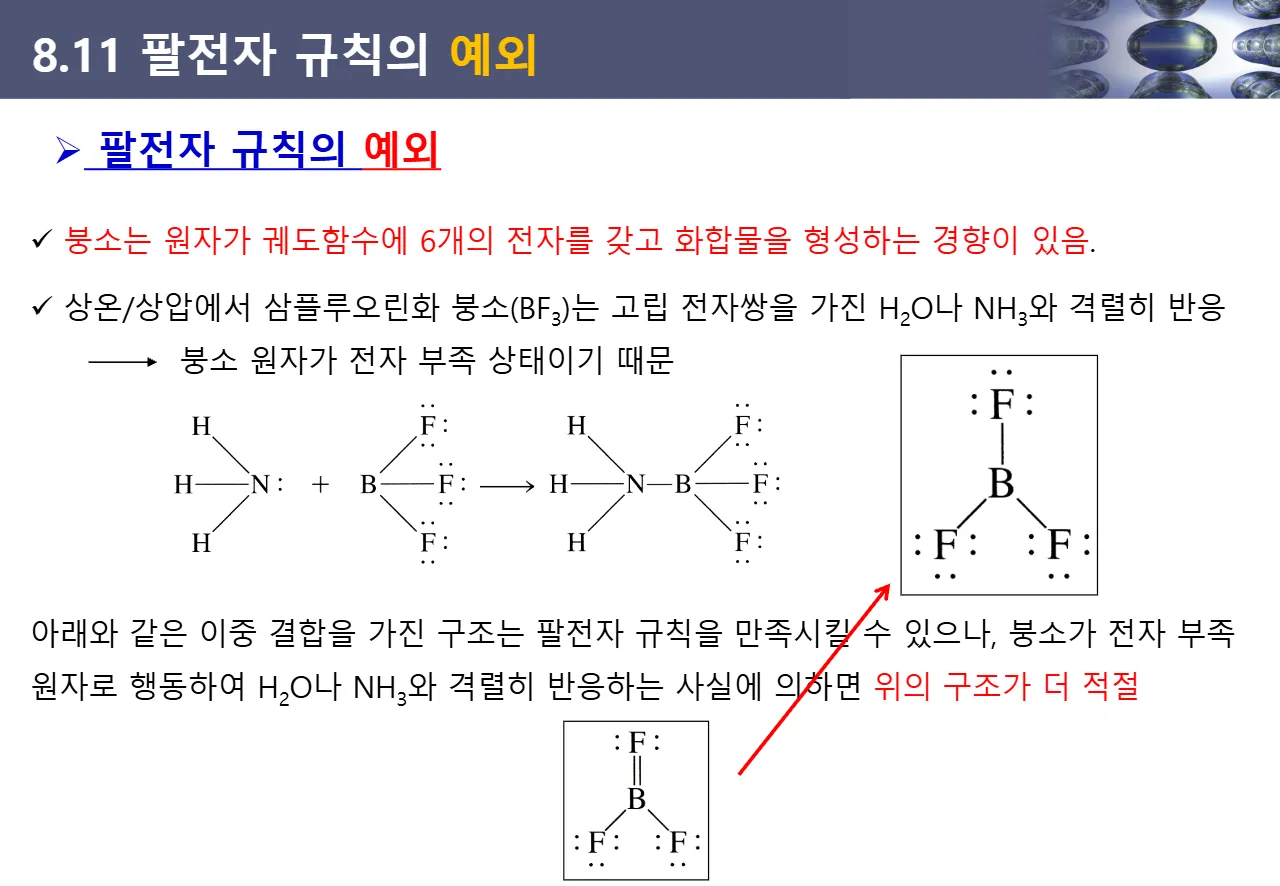 8.11 팔전자 규칙의 예외
➢ 팔전자 규칙의 예외
✓ 붕소는 원자가 궤도함수에 6개의 전자를 갖고 화합물을 형성하는 경향이 있음.
✓ 상온/상압에서 삼플루오린화 붕소(BF₃)는 고립 전자쌍을 가진 H₂O나 NH₃와 격렬히 반응
⟶ 붕소 원자가 전자 부족 상태이기 때문
H F H F
H N + B F ⟶ H N B F
H F H F
F
B
F F
아래와 같은 이중 결합을 가진 구조는 팔전자 규칙을 만족시킬 수 있으나, 붕소가 전자 부족
원자로 행동하여 H₂O나 NH₃와 격렬히 반응하는 사실에 의하면 위의 구조가 더 적절
F
B
F F